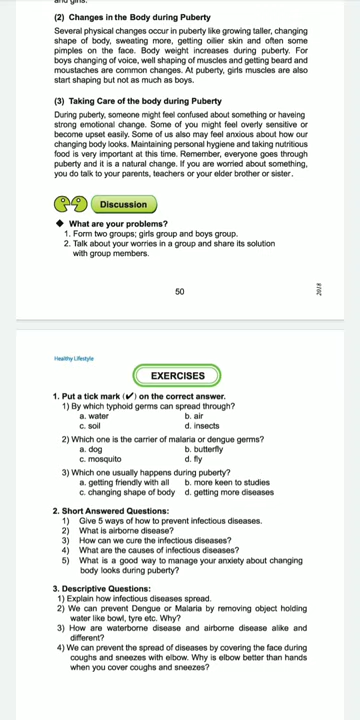 (2) Changes in the Body during Puberty
Several physical changes occur in puberty like growing taller, changing
shape of body, sweating more, getting oilier skin and often some
pimples on the face. Body weight increases during puberty. For
boys changing of voice, well shaping of muscles and getting beard and
moustaches are common changes. At puberty, girls muscles are also
start shaping but not as much as boys.
(3) Taking Care of the body during Puberty
During puberty, someone might feel confused about something or haveing
strong emotional change. Some of you might feel overly sensitive or
become upset easily. Some of us also may feel anxious about how our
changing body looks. Maintaining personal hygiene and taking nutritious
food is very important at this time. Remember, everyone goes through
puberty and it is a natural change. If you are worried about something,
you do talk to your parents, teachers or your elder brother or sister.
Discussion
◆ What are your problems?
1. Form two groups; girls group and boys group.
2. Talk about your worries in a group and share its solution
with group members.
50
2018
Healthy Lifestyle
EXERCISES
1. Put a tick mark (✔) on the correct answer.
1) By which typhoid germs can spread through?
a. water b. air
c. soil d. insects
2) Which one is the carrier of malaria or dengue germs?
a. dog b. butterfly
c. mosquito d. fly
3) Which one usually happens during puberty?
a. getting friendly with all b. more keen to studies
c. changing shape of body d. getting more diseases
2. Short Answered Questions:
1) Give 5 ways of how to prevent infectious diseases.
2) What is airborne disease?
3) How can we cure the infectious diseases?
4) What are the causes of infectious diseases?
5) What is a good way to manage your anxiety about changing
body looks during puberty?
3. Descriptive Questions:
1) Explain how infectious diseases spread.
2) We can prevent Dengue or Malaria by removing object holding
water like bowl, tyre etc. Why?
3) How are waterborne disease and airborne disease alike and
different?
4) We can prevent the spread of diseases by covering the face during
coughs and sneezes with elbow. Why is elbow better than hands
when you cover coughs and sneezes?